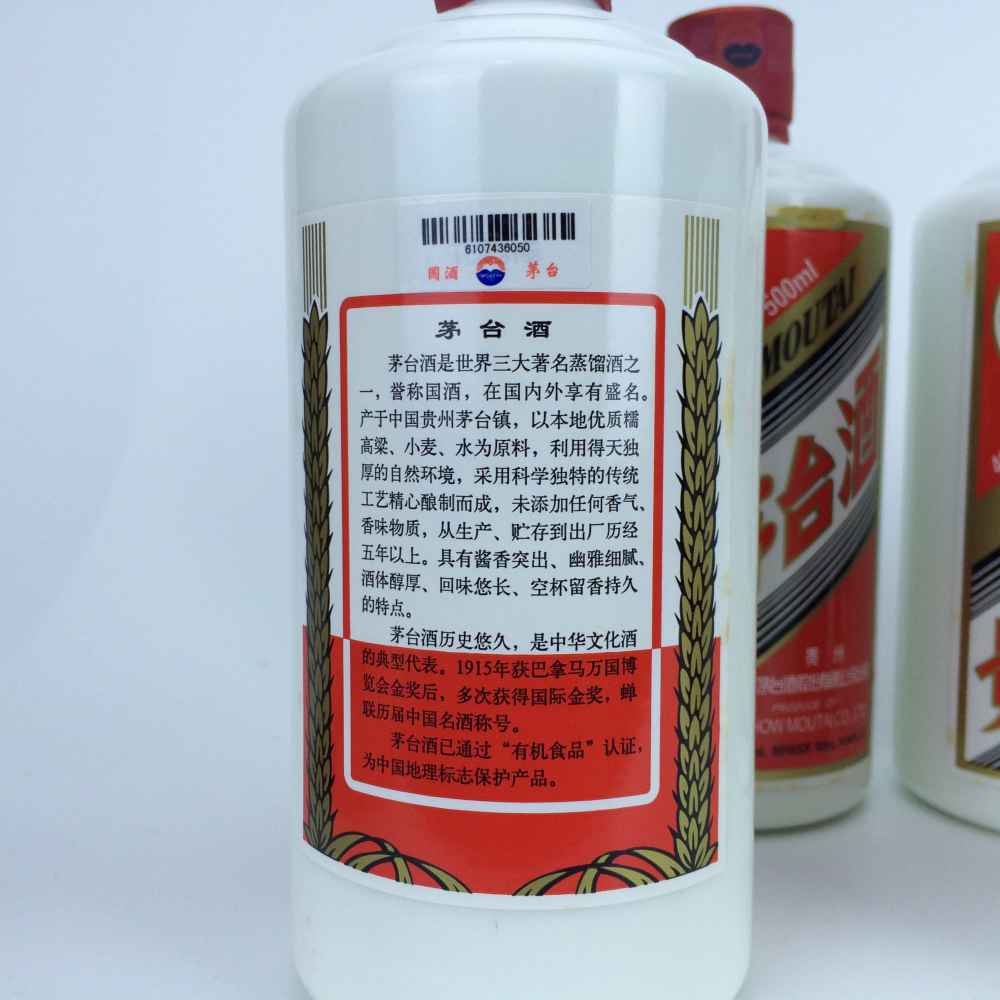 6107436050
國酒 茅台
茅台酒
茅台酒是世界三大著名蒸馏酒之
一，誉称国酒，在国内外享有盛名。
产于中国贵州茅台镇，以本地优质糯
高粱、小麦、水为原料，利用得天独
厚的自然环境，采用科学独特的传统
工艺精心酿制而成，未添加任何香气、
香味物质，从生产、贮存到出厂历经
五年以上。具有酱香突出、幽雅细腻、
酒体醇厚、回味悠长、空杯留香持久
的特点。
茅台酒历史悠久，是中华文化酒
的典型代表。1915年获巴拿马万国博
览会金奖后，多次获得国际金奖，蝉
联历届中国名酒称号。
茅台酒已通过“有机食品”认证，
为中国地理标志保护产品。
500ml
MOUTAI
台酒
貴州
PRODUCE OF
HOW MOUTAI CO., LTD